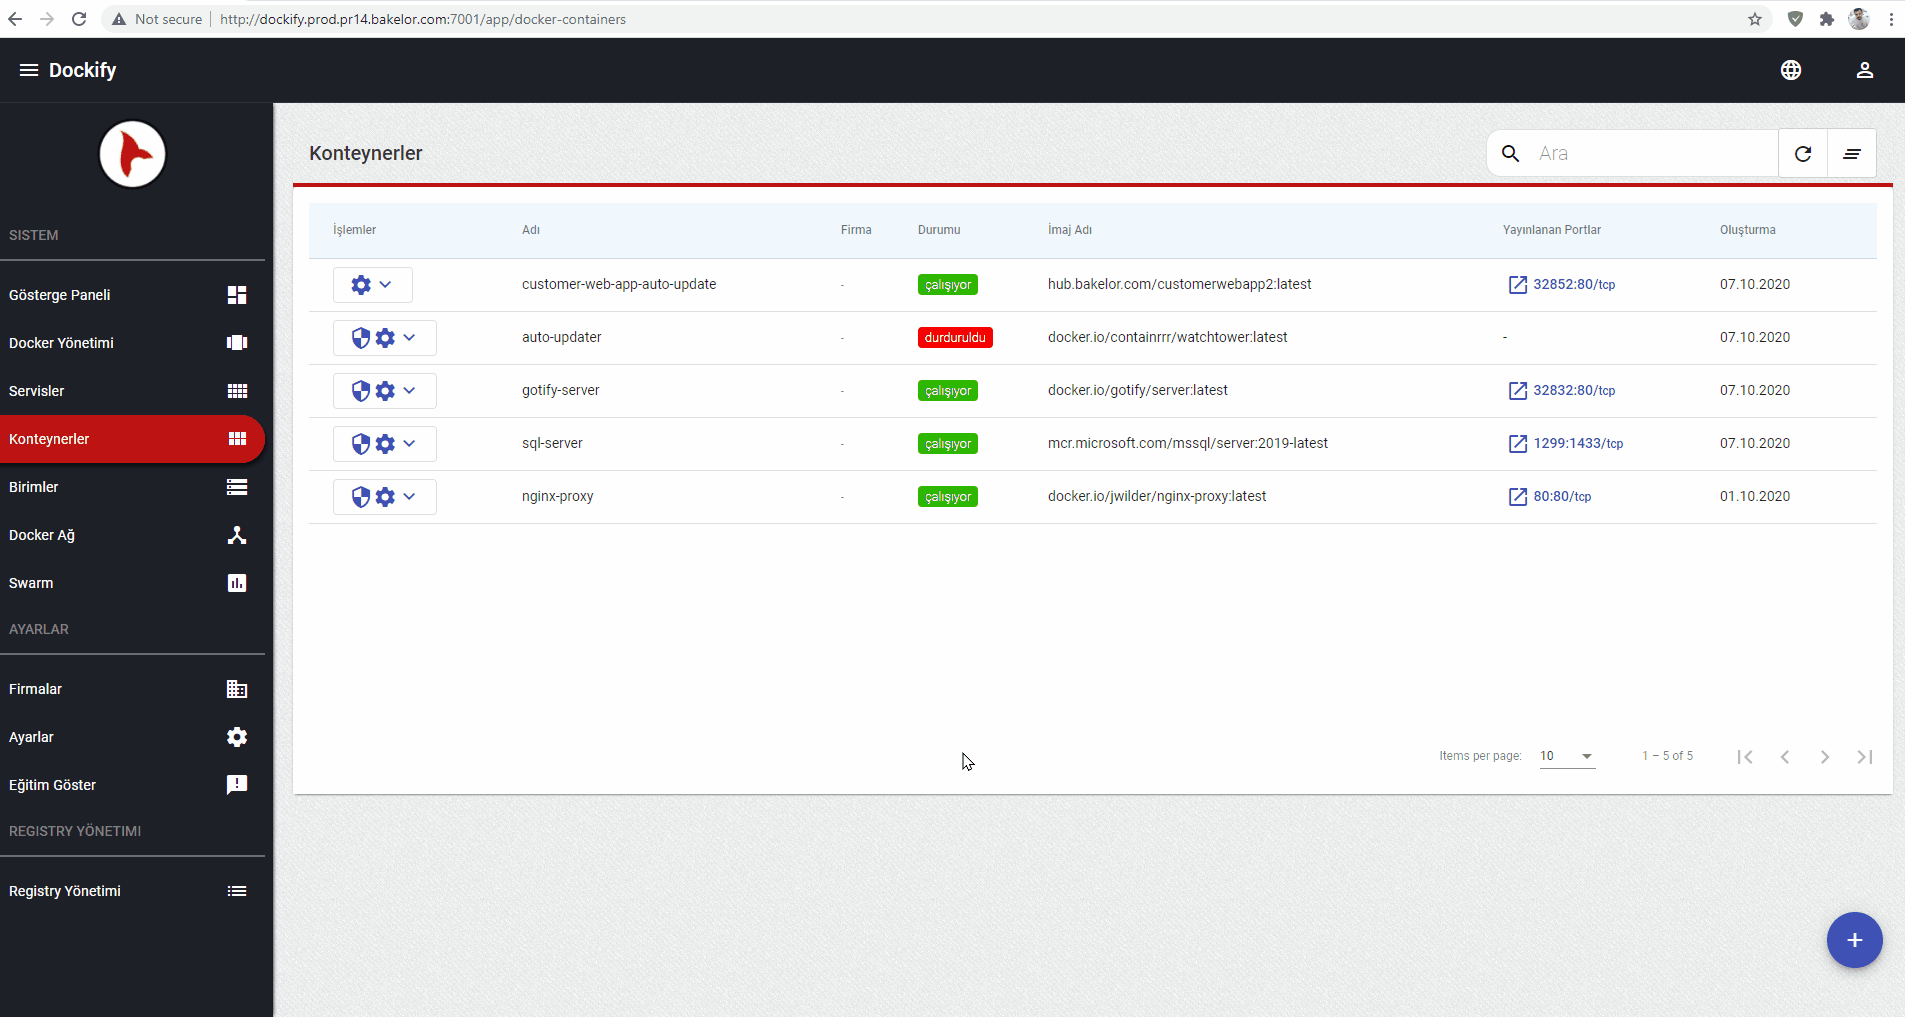 Not secure | http://dockify.prod.pr14.bakelor.com:7001/app/docker-containers
Dockify
SISTEM
Gösterge Paneli
Docker Yönetimi
Servisler
Konteynerler
Birimler
Docker Ağ
Swarm
AYARLAR
Firmalar
Ayarlar
Eğitim Göster
REGISTRY YÖNETIMI
Registry Yönetimi
Konteynerler
Ara
İşlemler Adı Firma Durumu İmaj Adı Yayınlanan Portlar Oluşturma
customer-web-app-auto-update - çalışıyor hub.bakelor.com/customerwebapp2:latest 32852:80/tcp 07.10.2020
auto-updater - durduruldu docker.io/containrrr/watchtower:latest - 07.10.2020
gotify-server - çalışıyor docker.io/gotify/server:latest 32832:80/tcp 07.10.2020
sql-server - çalışıyor mcr.microsoft.com/mssql/server:2019-latest 1299:1433/tcp 07.10.2020
nginx-proxy - çalışıyor docker.io/jwilder/nginx-proxy:latest 80:80/tcp 01.10.2020
Items per page: 10 1 – 5 of 5